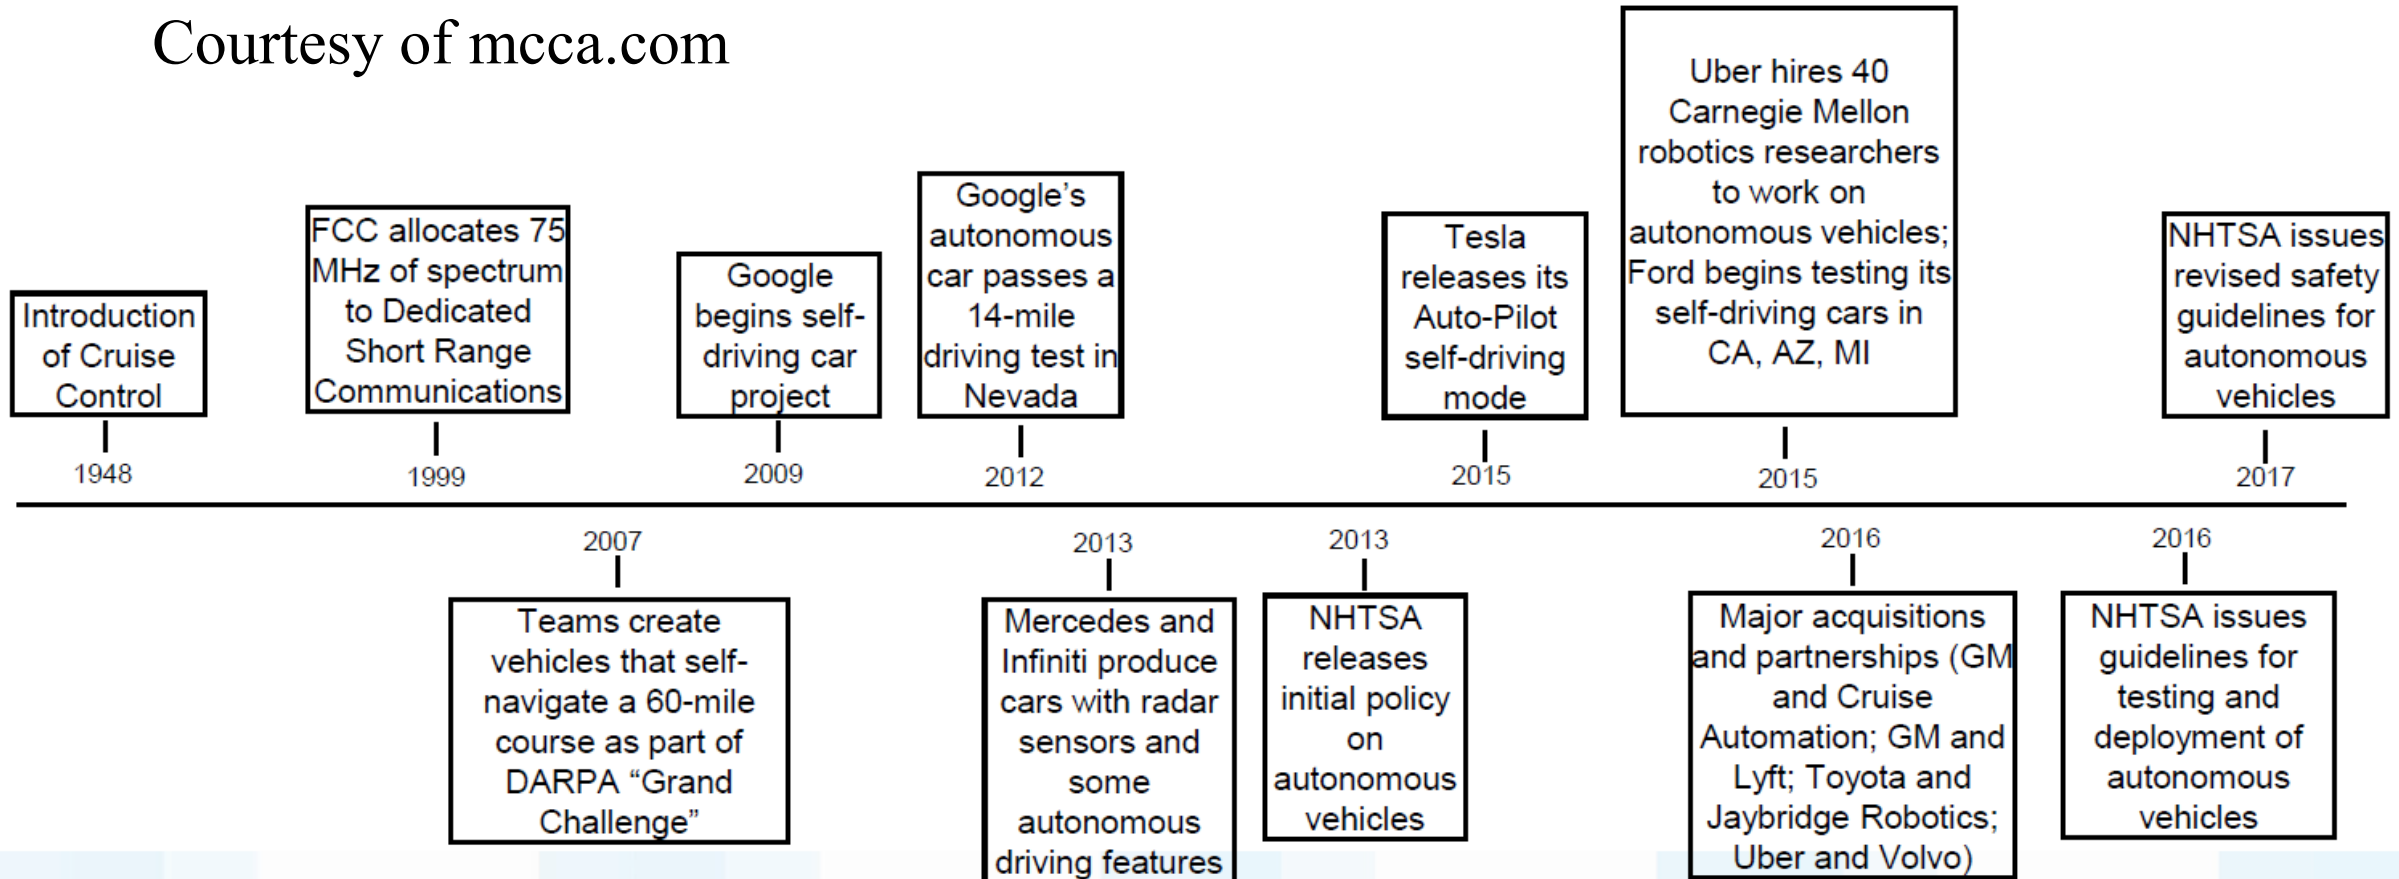 Courtesy of mcca.com
Introduction
of Cruise
Control
1948
FCC allocates 75
MHz of spectrum
to Dedicated
Short Range
Communications
1999
Google
begins self-
driving car
project
2009
Google’s
autonomous
car passes a
14-mile
driving test in
Nevada
2012
Tesla
releases its
Auto-Pilot
self-driving
mode
2015
Uber hires 40
Carnegie Mellon
robotics researchers
to work on
autonomous vehicles;
Ford begins testing its
self-driving cars in
CA, AZ, MI
2015
NHTSA issues
revised safety
guidelines for
autonomous
vehicles
2017
2007
Teams create
vehicles that self-
navigate a 60-mile
course as part of
DARPA “Grand
Challenge”
2013
Mercedes and
Infiniti produce
cars with radar
sensors and
some
autonomous
driving features
2013
NHTSA
releases
initial policy
on
autonomous
vehicles
2016
Major acquisitions
and partnerships (GM
and Cruise
Automation; GM and
Lyft; Toyota and
Jaybridge Robotics;
Uber and Volvo)
2016
NHTSA issues
guidelines for
testing and
deployment of
autonomous
vehicles